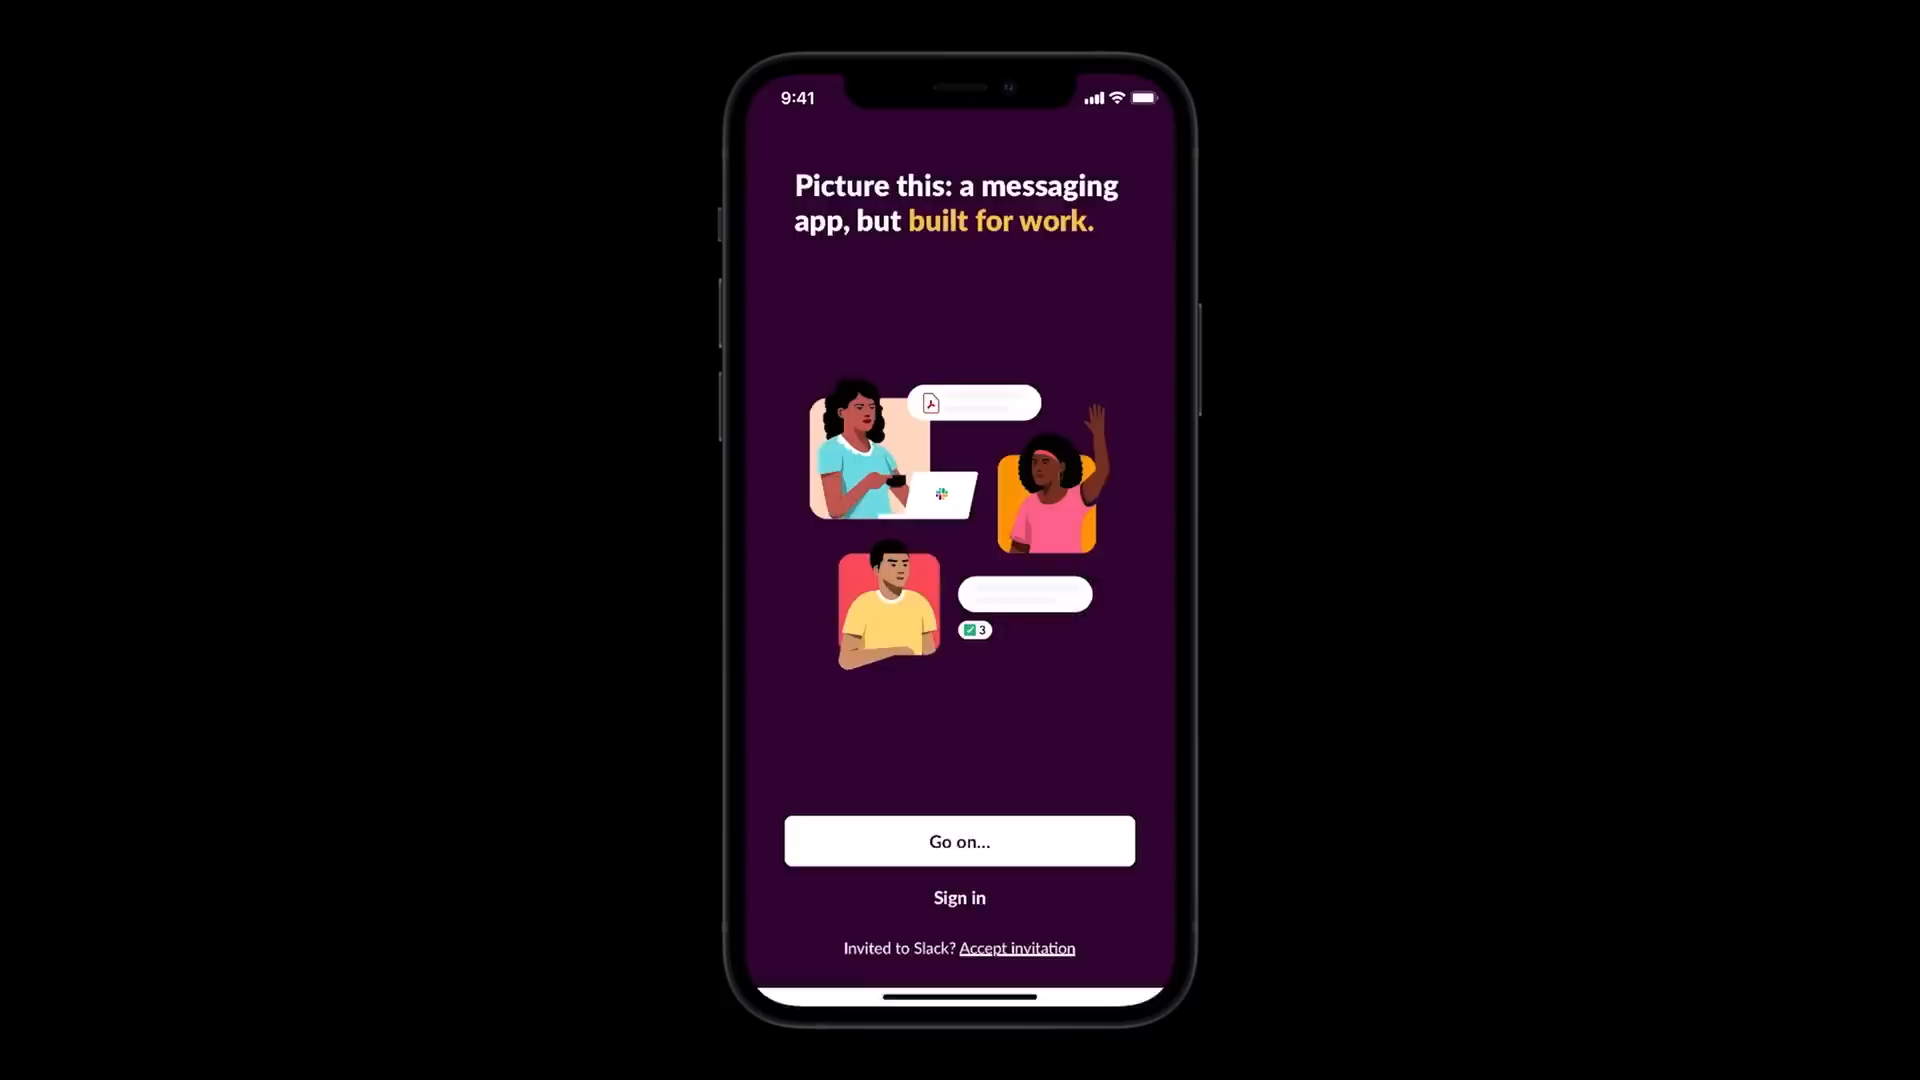 9:41
Picture this: a messaging
app, but built for work.
3
Go on...
Sign in
Invited to Slack? Accept invitation